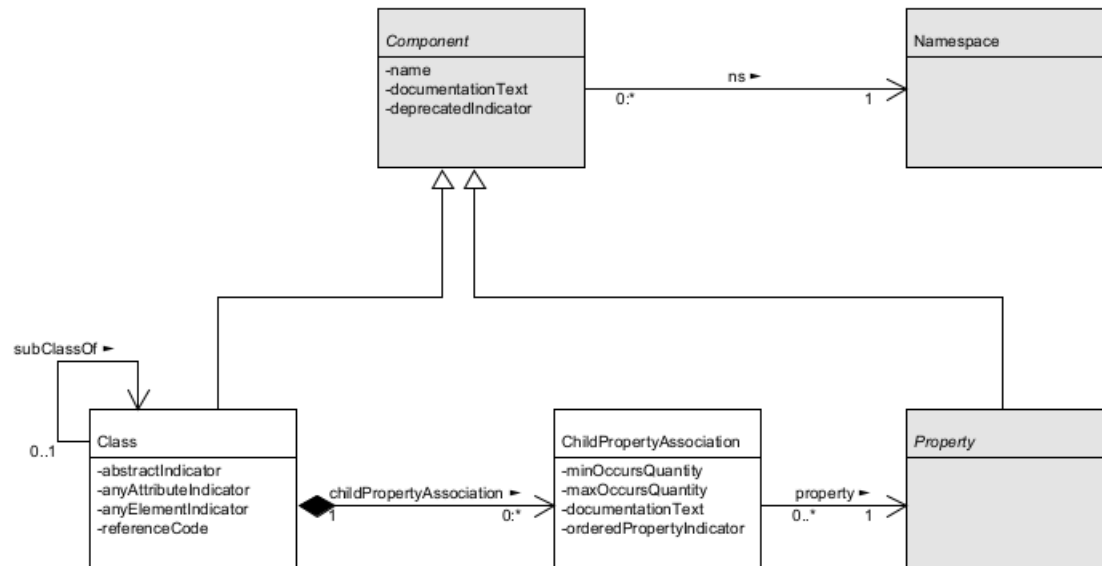 Component
-name
-documentationText
-deprecatedIndicator
ns ►
0:*
1
Namespace
subClassOf ►
0..1
Class
-abstractIndicator
-anyAttributeIndicator
-anyElementIndicator
-referenceCode
childPropertyAssociation ►
1
0:*
ChildPropertyAssociation
-minOccursQuantity
-maxOccursQuantity
-documentationText
-orderedPropertyIndicator
property ►
0..*
1
Property